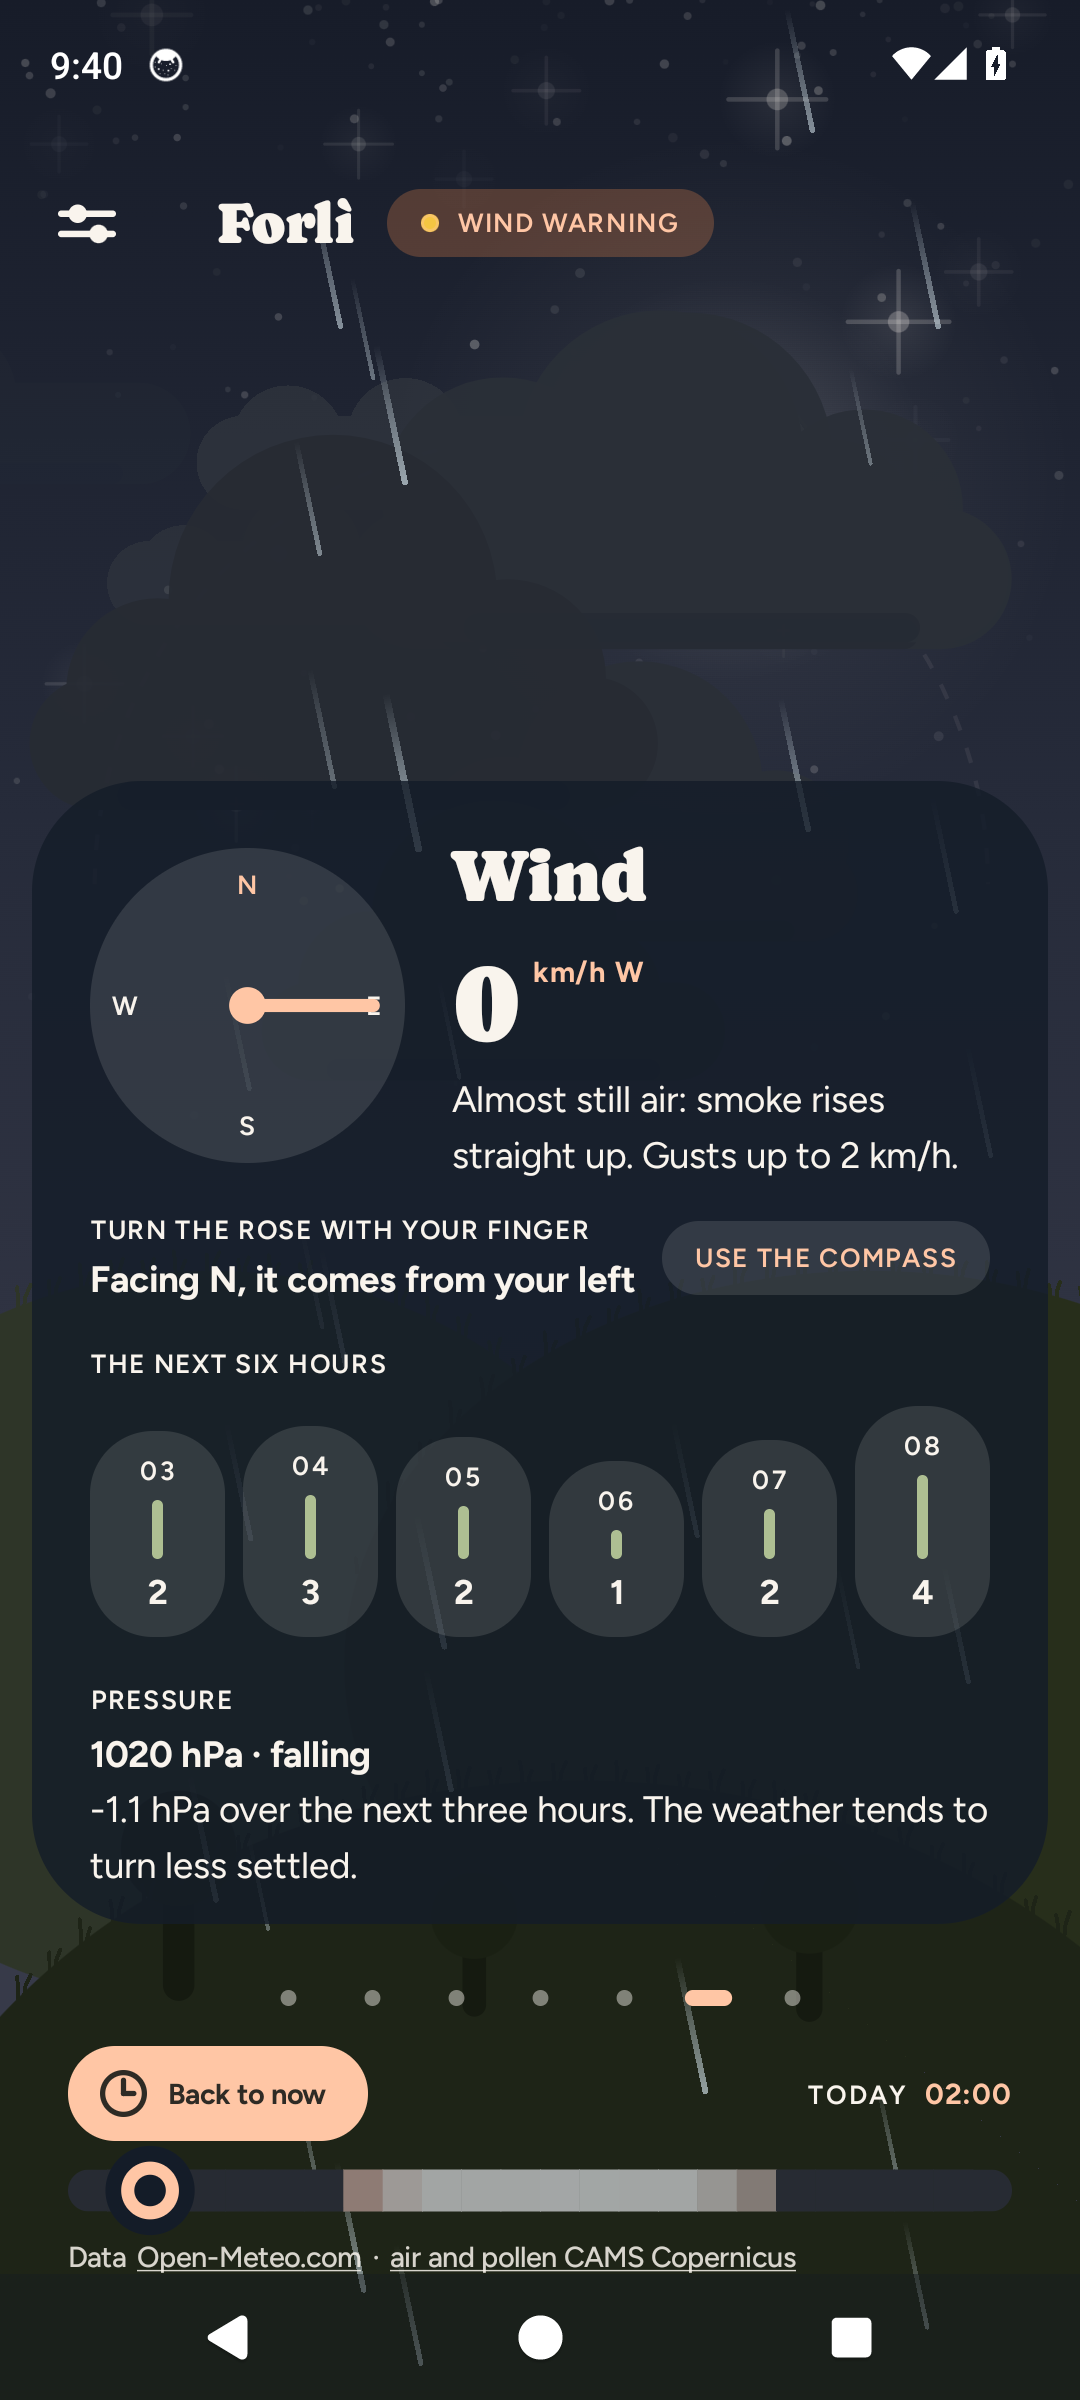 9:40
Forlì
WIND WARNING
N
W
E
S
Wind
0 km/h W
Almost still air: smoke rises
straight up. Gusts up to 2 km/h.
TURN THE ROSE WITH YOUR FINGER
Facing N, it comes from your left
USE THE COMPASS
THE NEXT SIX HOURS
03 04 05 06 07 08
2 3 2 1 2 4
PRESSURE
1020 hPa · falling
-1.1 hPa over the next three hours. The weather tends to
turn less settled.
Back to now
TODAY 02:00
Data Open-Meteo.com · air and pollen CAMS Copernicus